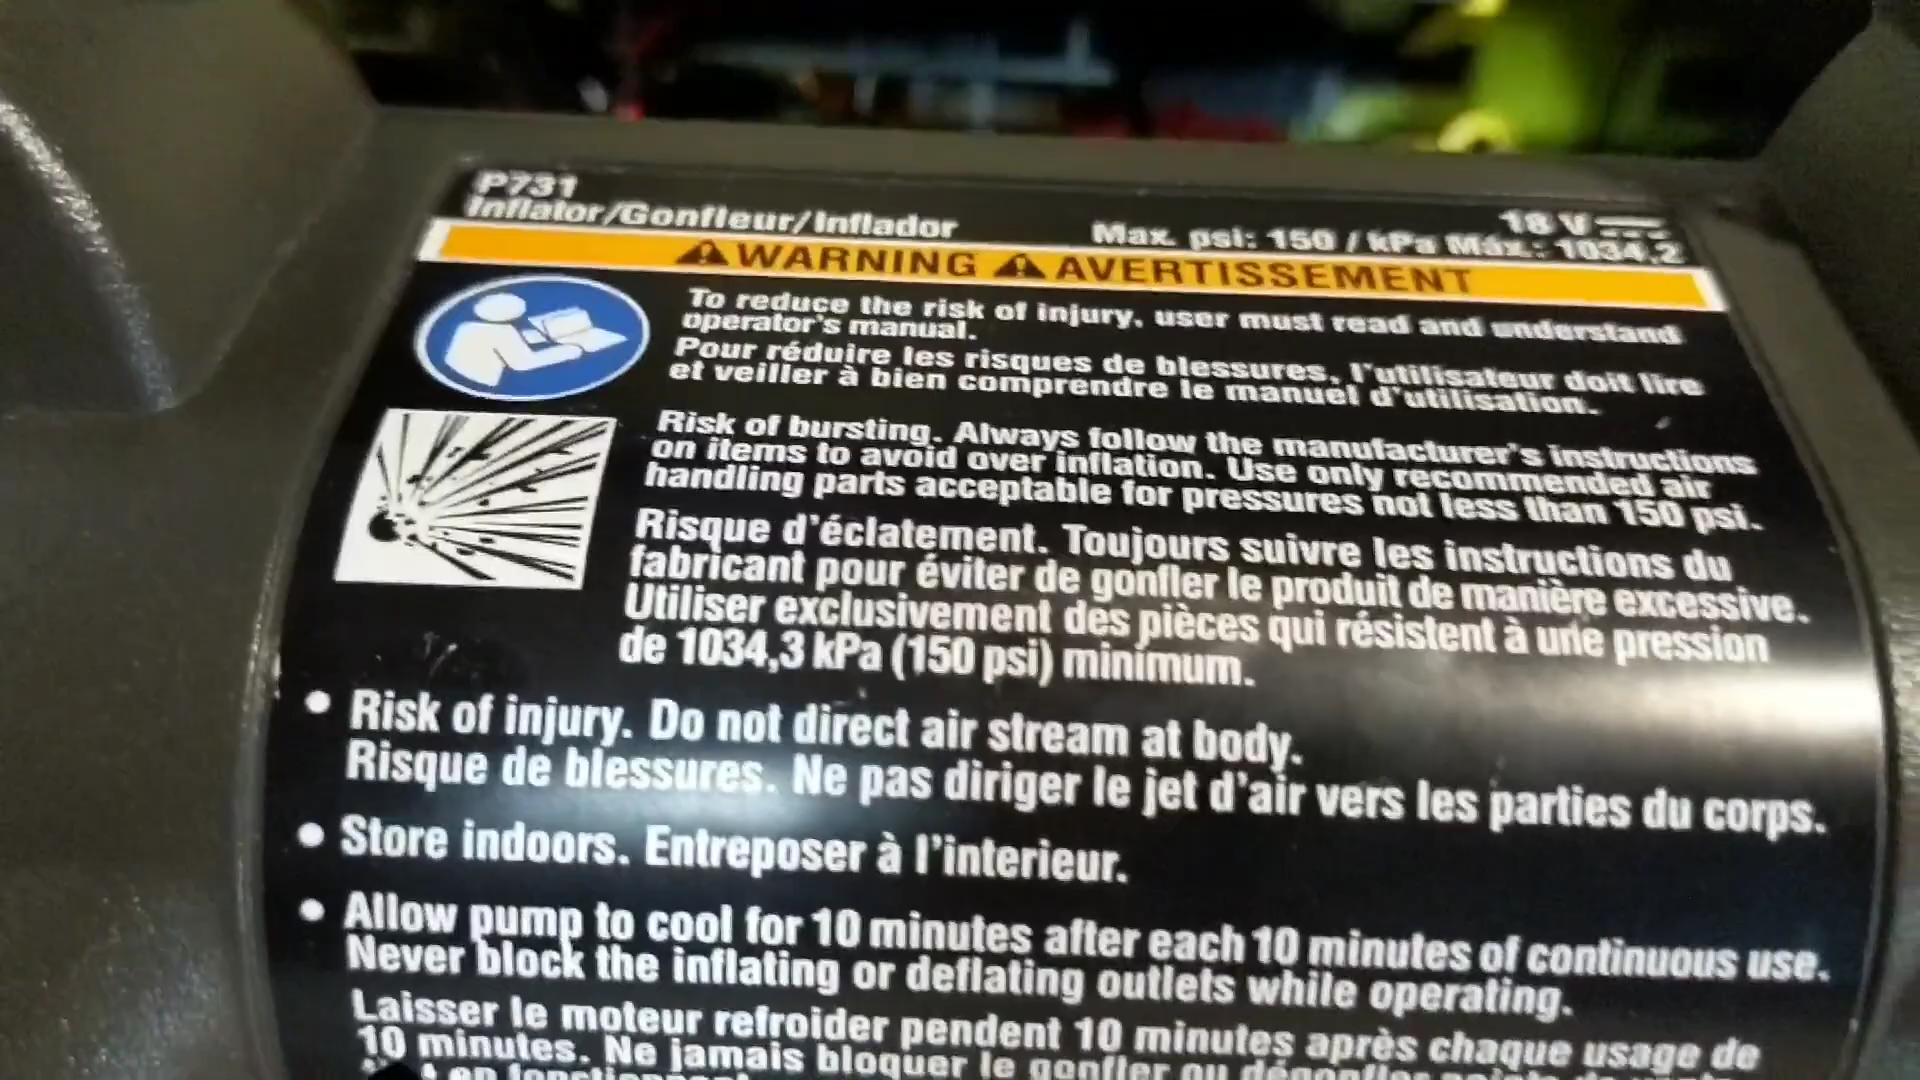 P731
Inflator/Gonfleur/Inflador
18 V
Max. psi: 150 / kPa Máx.: 1034,2
WARNING AVERTISSEMENT
To reduce the risk of injury, user must read and understand
operator's manual.
Pour réduire les risques de blessures, l'utilisateur doit lire
et veiller à bien comprendre le manuel d'utilisation.
Risk of bursting. Always follow the manufacturer's instructions
on items to avoid over inflation. Use only recommended air
handling parts acceptable for pressures not less than 150 psi.
Risque d'éclatement. Toujours suivre les instructions du
fabricant pour éviter de gonfler le produit de manière excessive.
Utiliser exclusivement des pièces qui résistent à une pression
de 1034,3 kPa (150 psi) minimum.
• Risk of injury. Do not direct air stream at body.
Risque de blessures. Ne pas diriger le jet d'air vers les parties du corps.
• Store indoors. Entreposer à l'interieur.
• Allow pump to cool for 10 minutes after each 10 minutes of continuous use.
Never block the inflating or deflating outlets while operating.
Laisser le moteur refroider pendent 10 minutes après chaque usage de
10 minutes. Ne jamais bloquer le gonfler ou dégonfler
en fonctionnement